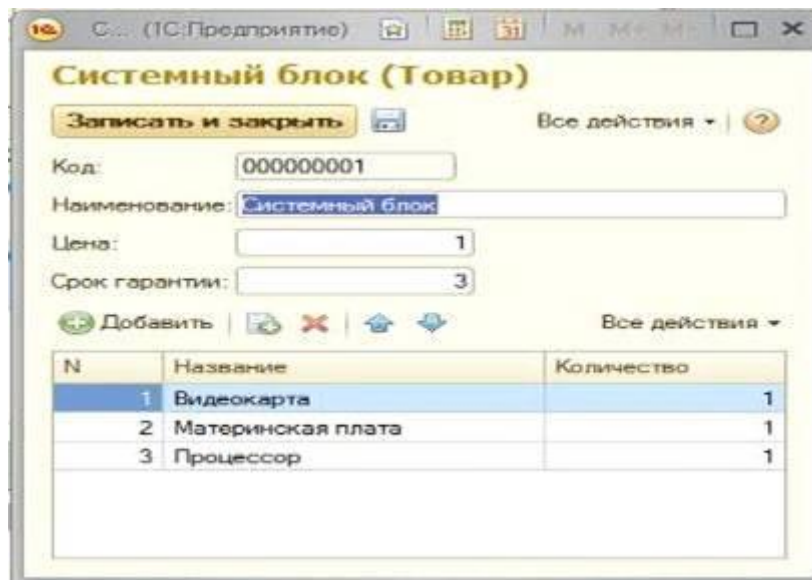 С... (1С:Предприятие) 31 M M+ M-
Системный блок (Товар)
Записать и закрыть Все действия
Код: 000000001
Наименование: Системный блок
Цена: 1
Срок гарантии: 3
Добавить Все действия
N Название Количество
1 Видеокарта 1
2 Материнская плата 1
3 Процессор 1